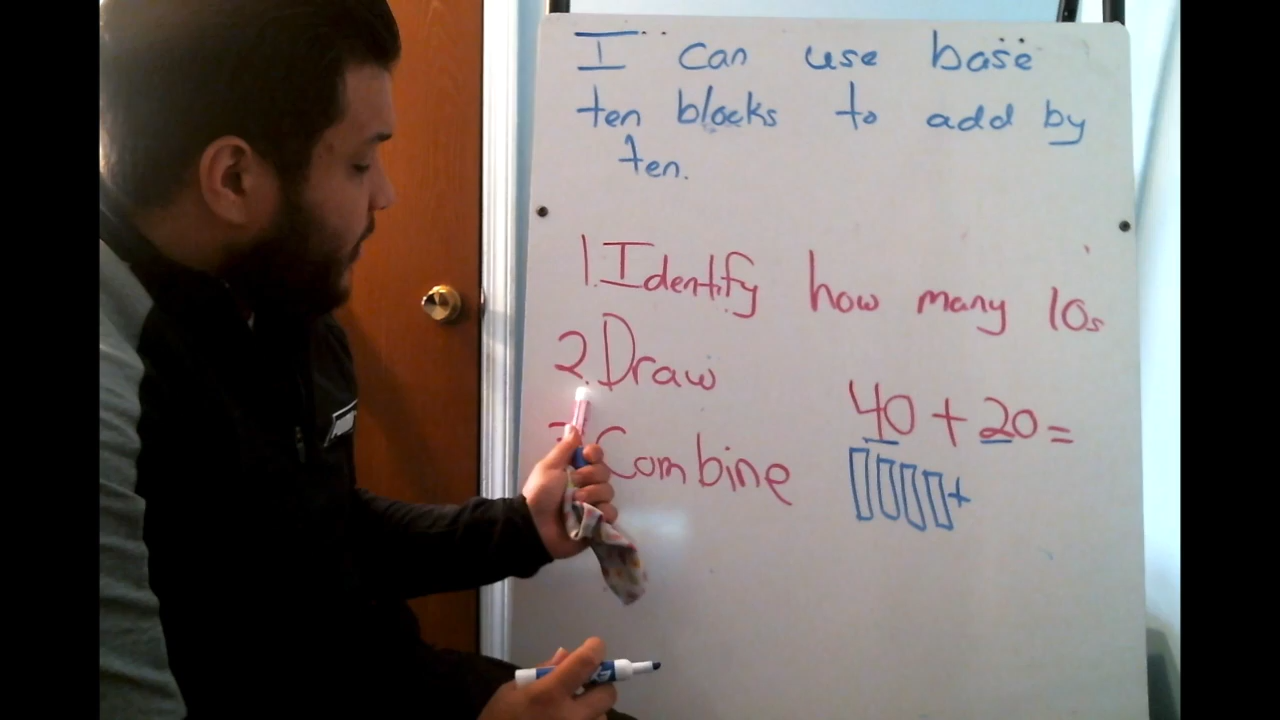 I can use base
ten blocks to add by
ten.
1. Identify how many 10s
2. Draw
Combine
40 + 20 =
+